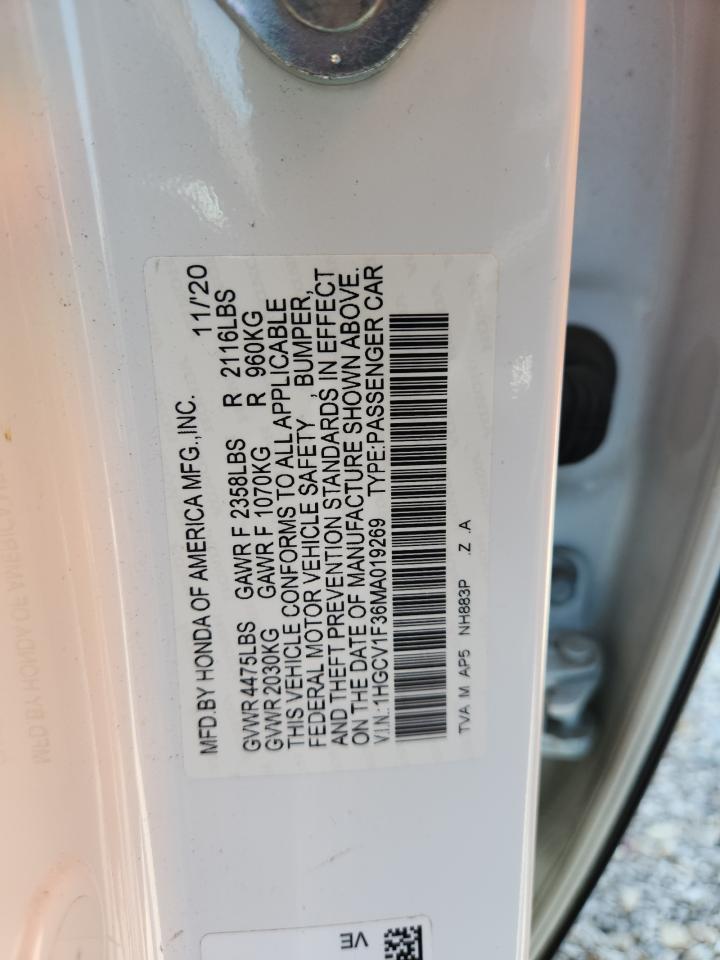 MFD.BY HONDA OF AMERICA MFG.,INC. 11/'20
GVWR 4475LBS GAWR F 2358LBS R 2116LBS
GVWR 2030KG GAWR F 1070KG R 960KG
THIS VEHICLE CONFORMS TO ALL APPLICABLE
FEDERAL MOTOR VEHICLE SAFETY , BUMPER,
AND THEFT PREVENTION STANDARDS IN EFFECT
ON THE DATE OF MANUFACTURE SHOWN ABOVE.
V.I.N.:1HGCV1F36MA019269 TYPE:PASSENGER CAR
TVA M AP5 NH883P .Z .A
VE